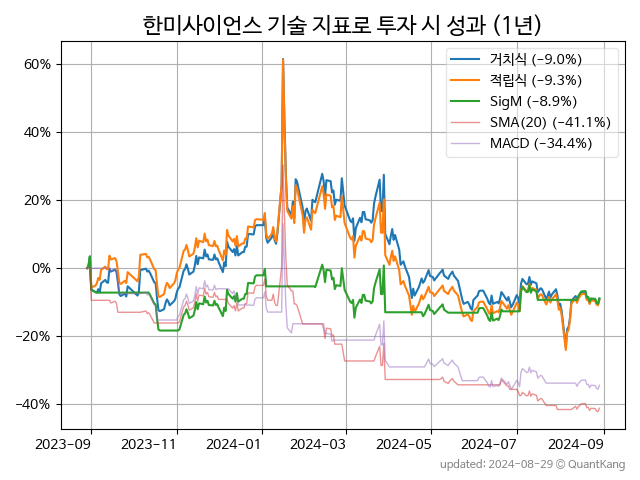 한미사이언스 기술 지표로 투자 시 성과 (1년)
거치식 (-9.0%)
적립식 (-9.3%)
SigM (-8.9%)
SMA(20) (-41.1%)
MACD (-34.4%)
60%
40%
20%
0%
-20%
-40%
2023-09
2023-11
2024-01
2024-03
2024-05
2024-07
2024-09
updated: 2024-08-29 © QuantKang